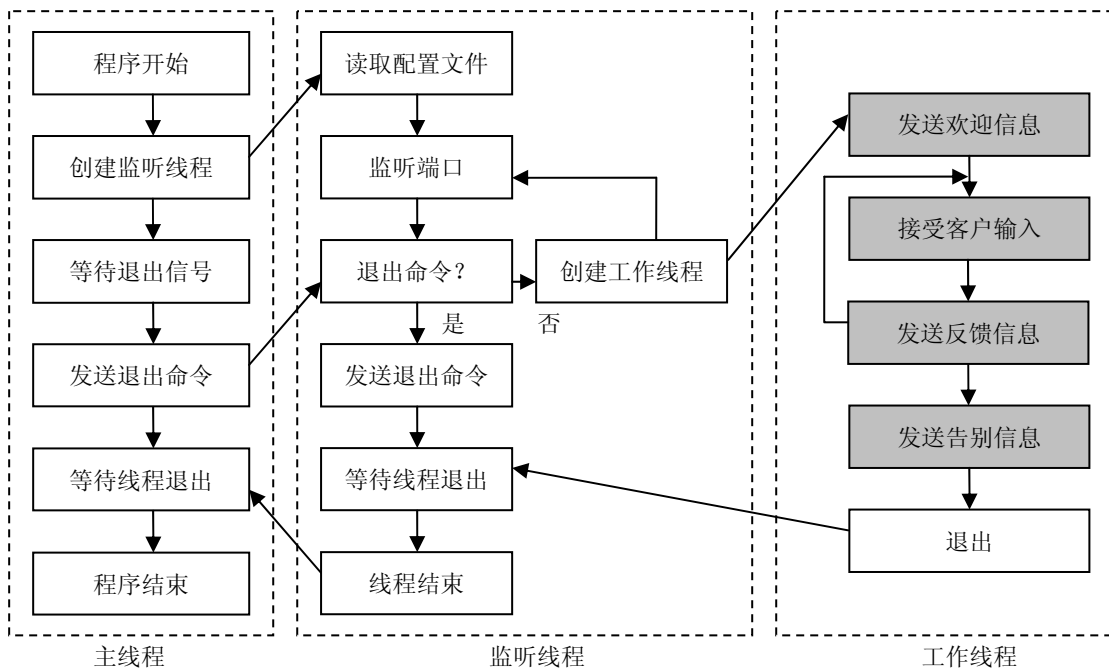 程序开始
创建监听线程
等待退出信号
发送退出命令
等待线程退出
程序结束
主线程
读取配置文件
监听端口
退出命令?
是
否
创建工作线程
发送退出命令
等待线程退出
线程结束
监听线程
发送欢迎信息
接受客户输入
发送反馈信息
发送告别信息
退出
工作线程